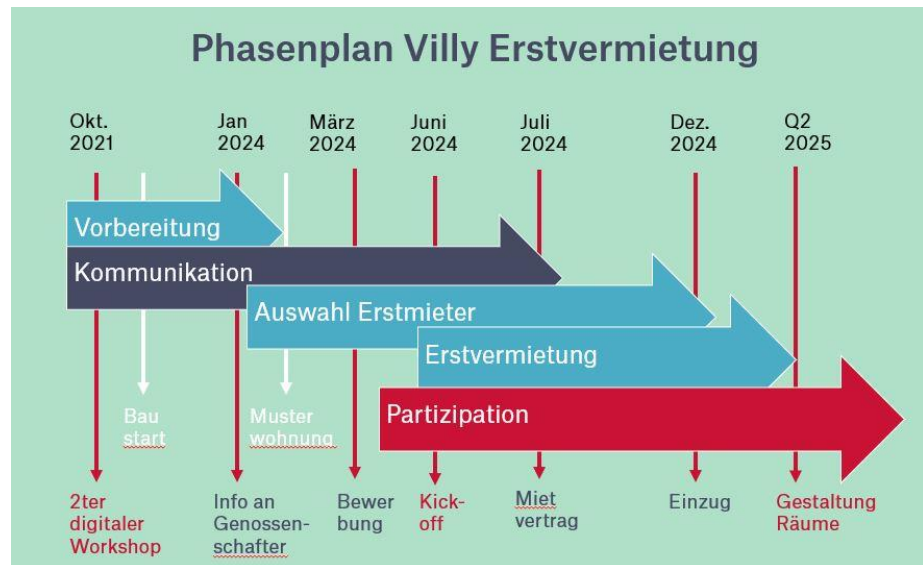 Phasenplan Villy Erstvermietung
Okt.
2021
Jan
2024
März
2024
Juni
2024
Juli
2024
Dez.
2024
Q2
2025
Vorbereitung
Kommunikation
Auswahl Erstmieter
Erstvermietung
Partizipation
Bau
start
Muster
wohnung
2ter
digitaler
Workshop
Info an
Genossen-
schafter
Bewer
bung
Kick-
off
Miet
vertrag
Einzug
Gestaltung
Räume